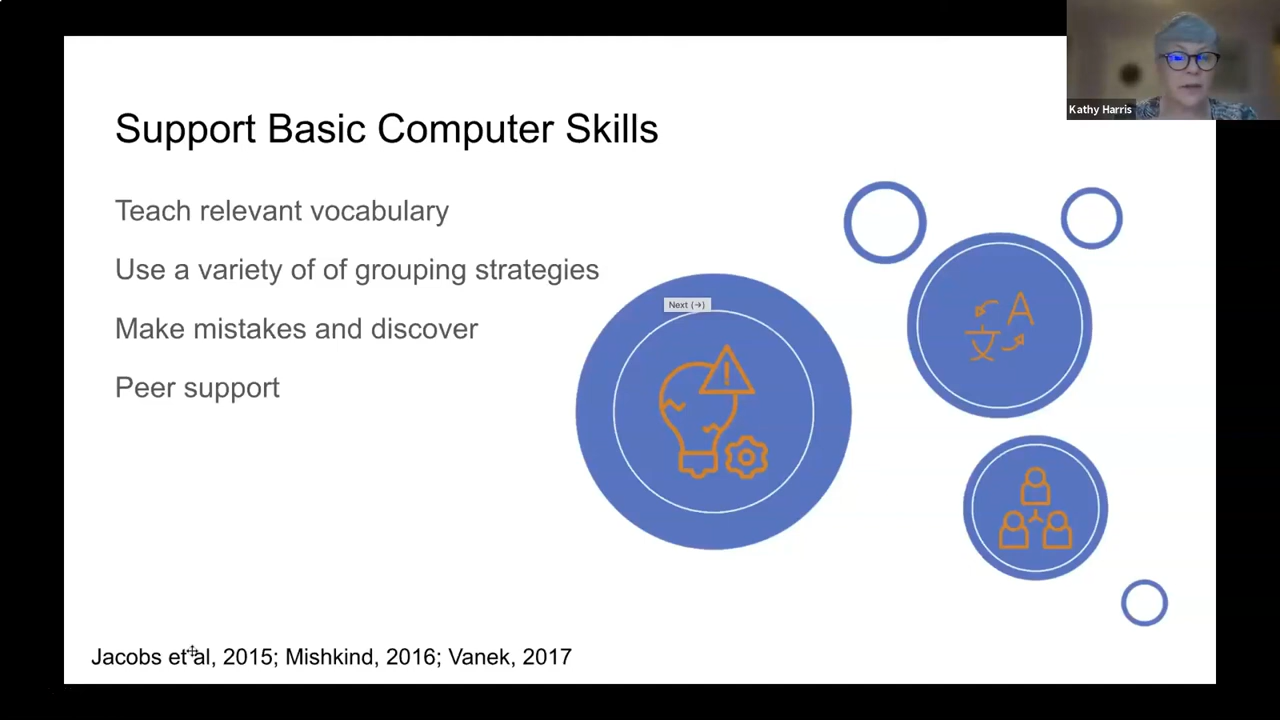 Kathy Harris
Support Basic Computer Skills
Teach relevant vocabulary
Use a variety of of grouping strategies
Make mistakes and discover
Peer support
Next (→)
A
文
Jacobs et al, 2015; Mishkind, 2016; Vanek, 2017